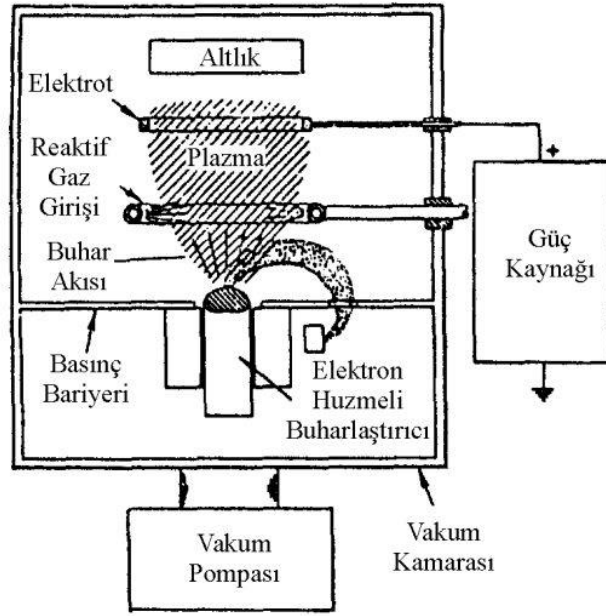 Altlık
Elektrot
Plazma
Reaktif
Gaz
Girişi
Buhar
Akısı
+
Güç
Kaynağı
Basınç
Bariyeri
Elektron
Huzmeli
Buharlaştırıcı
Vakum
Pompası
Vakum
Kamarası